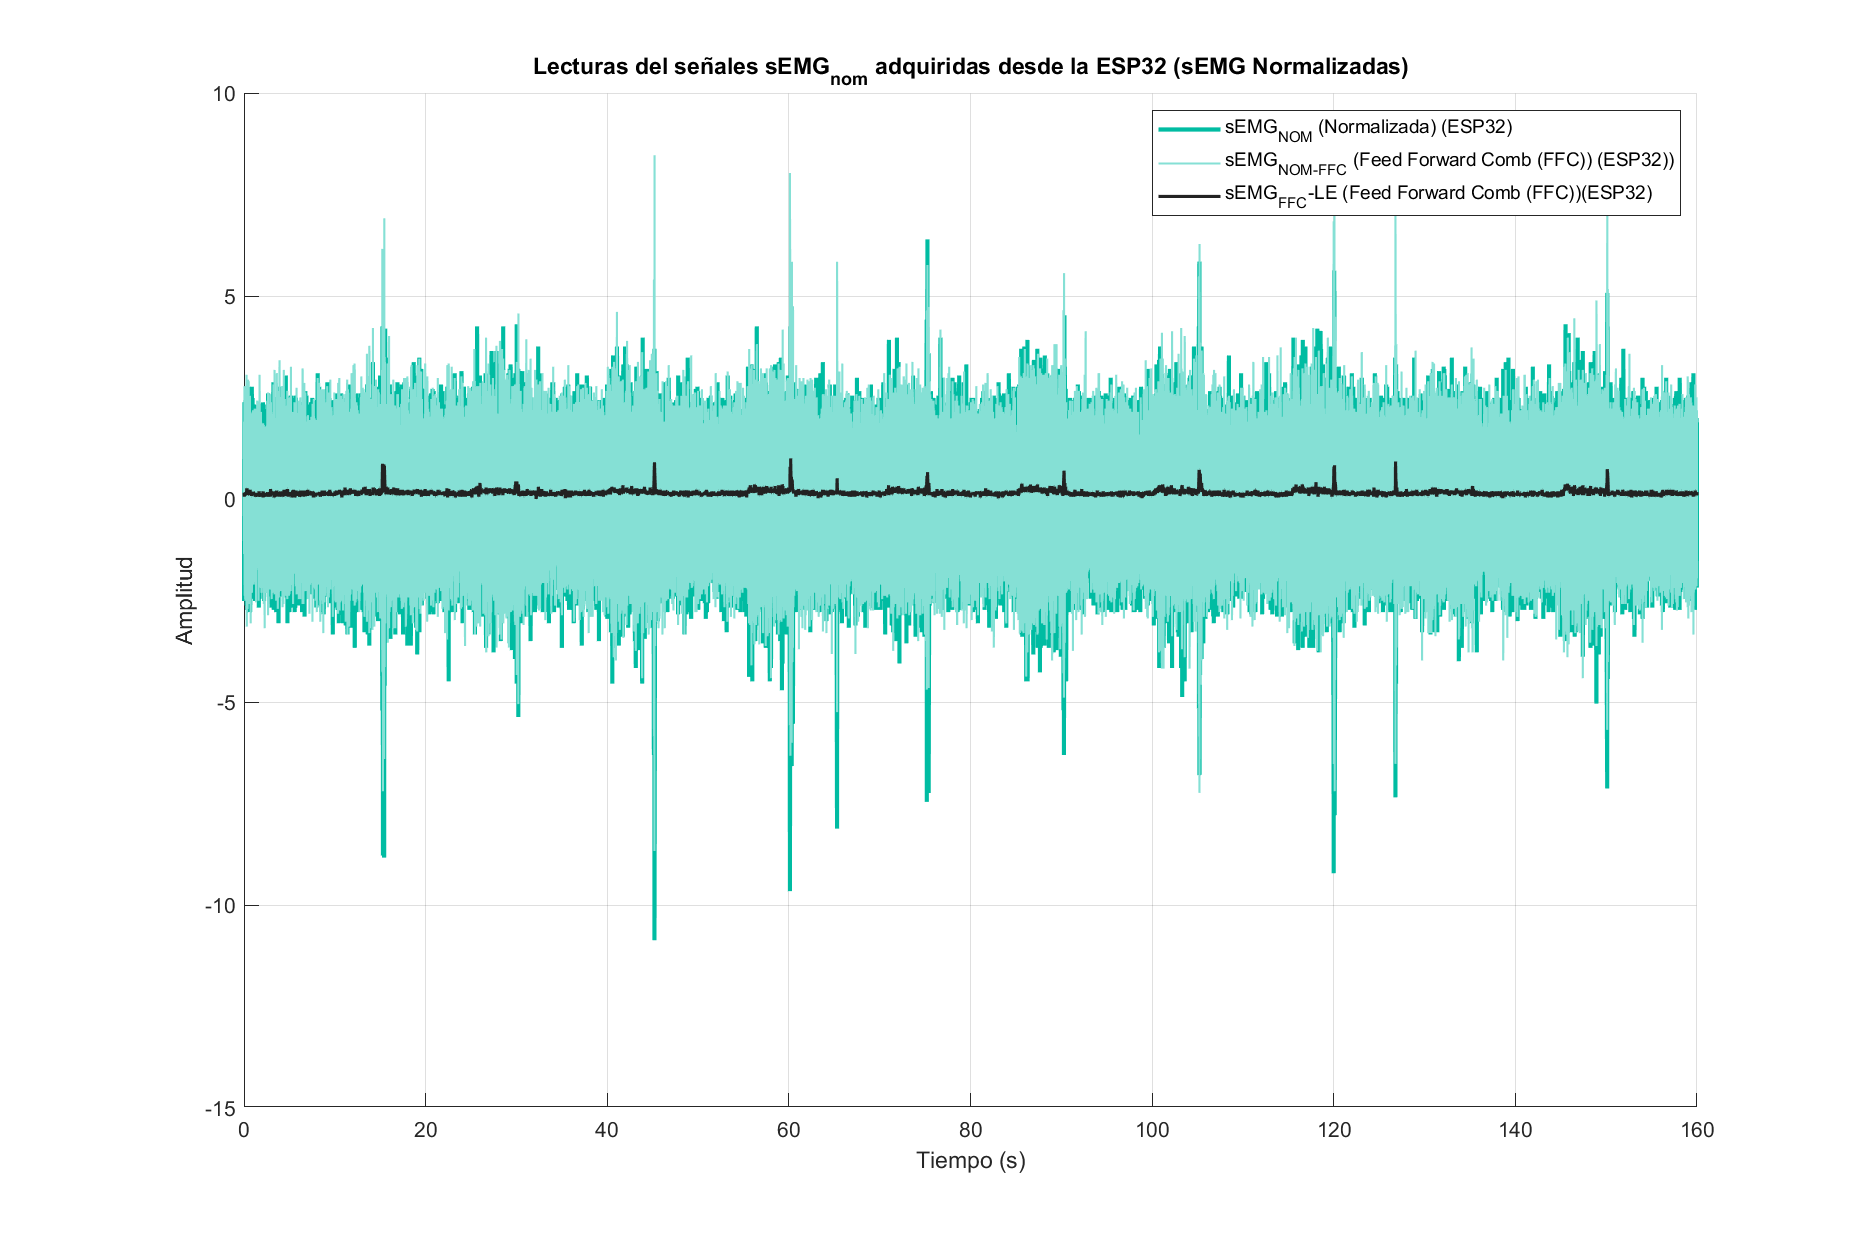 Lecturas del señales sEMGnom adquiridas desde la ESP32 (sEMG Normalizadas)
sEMGNOM (Normalizada) (ESP32)
sEMGNOM-FFC (Feed Forward Comb (FFC)) (ESP32))
sEMGFFC-LE (Feed Forward Comb (FFC))(ESP32)
10
5
0
-5
-10
-15
Amplitud
0 20 40 60 80 100 120 140 160
Tiempo (s)